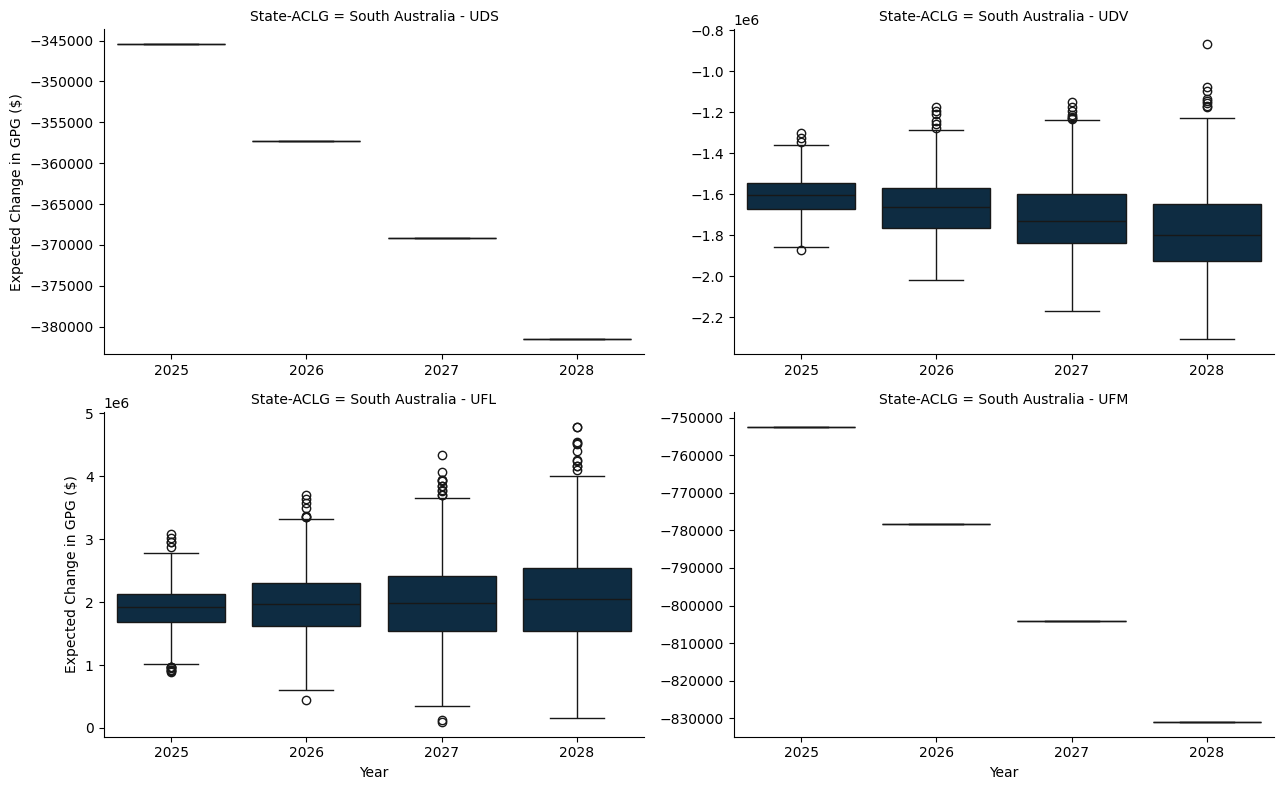 State-ACLG = South Australia - UDS
Expected Change in GPG ($)
−345000
−350000
−355000
−360000
−365000
−370000
−375000
−380000
2025 2026 2027 2028
State-ACLG = South Australia - UDV
1e6
−0.8
−1.0
−1.2
−1.4
−1.6
−1.8
−2.0
−2.2
2025 2026 2027 2028
State-ACLG = South Australia - UFL
1e6
Expected Change in GPG ($)
5
4
3
2
1
0
2025 2026 2027 2028
Year
State-ACLG = South Australia - UFM
−750000
−760000
−770000
−780000
−790000
−800000
−810000
−820000
−830000
2025 2026 2027 2028
Year